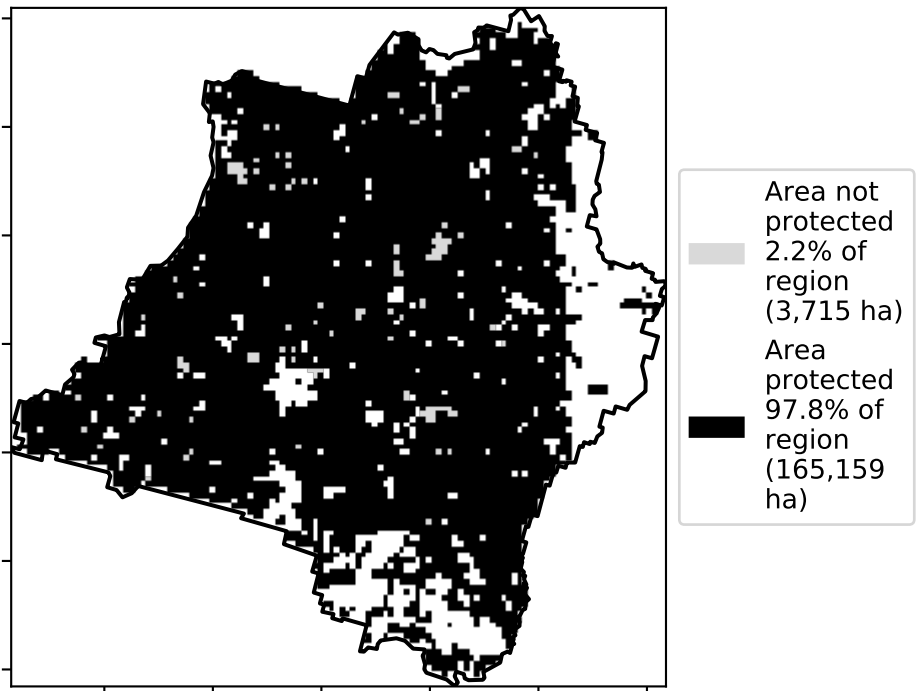 Area not
protected
2.2% of
region
(3,715 ha)
Area
protected
97.8% of
region
(165,159
ha)